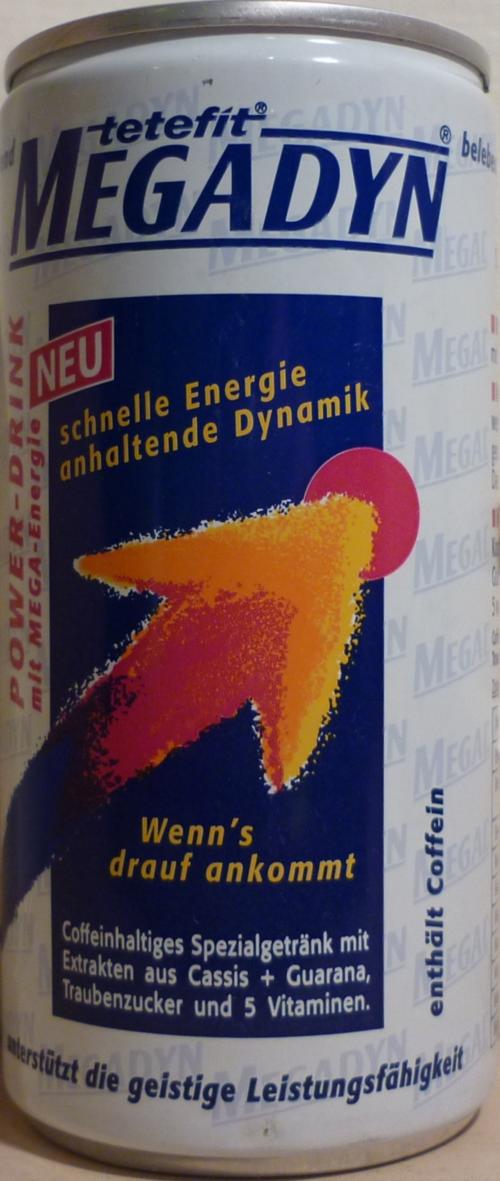 tetefit®
MEGADYN®
POWER-DRINK
mit MEGA-Energie
NEU
schnelle Energie
anhaltende Dynamik
Wenn's
drauf ankommt
Coffeinhaltiges Spezialgetränk mit
Extrakten aus Cassis + Guarana,
Traubenzucker und 5 Vitaminen.
enthält Coffein
unterstützt die geistige Leistungsfähigkeit